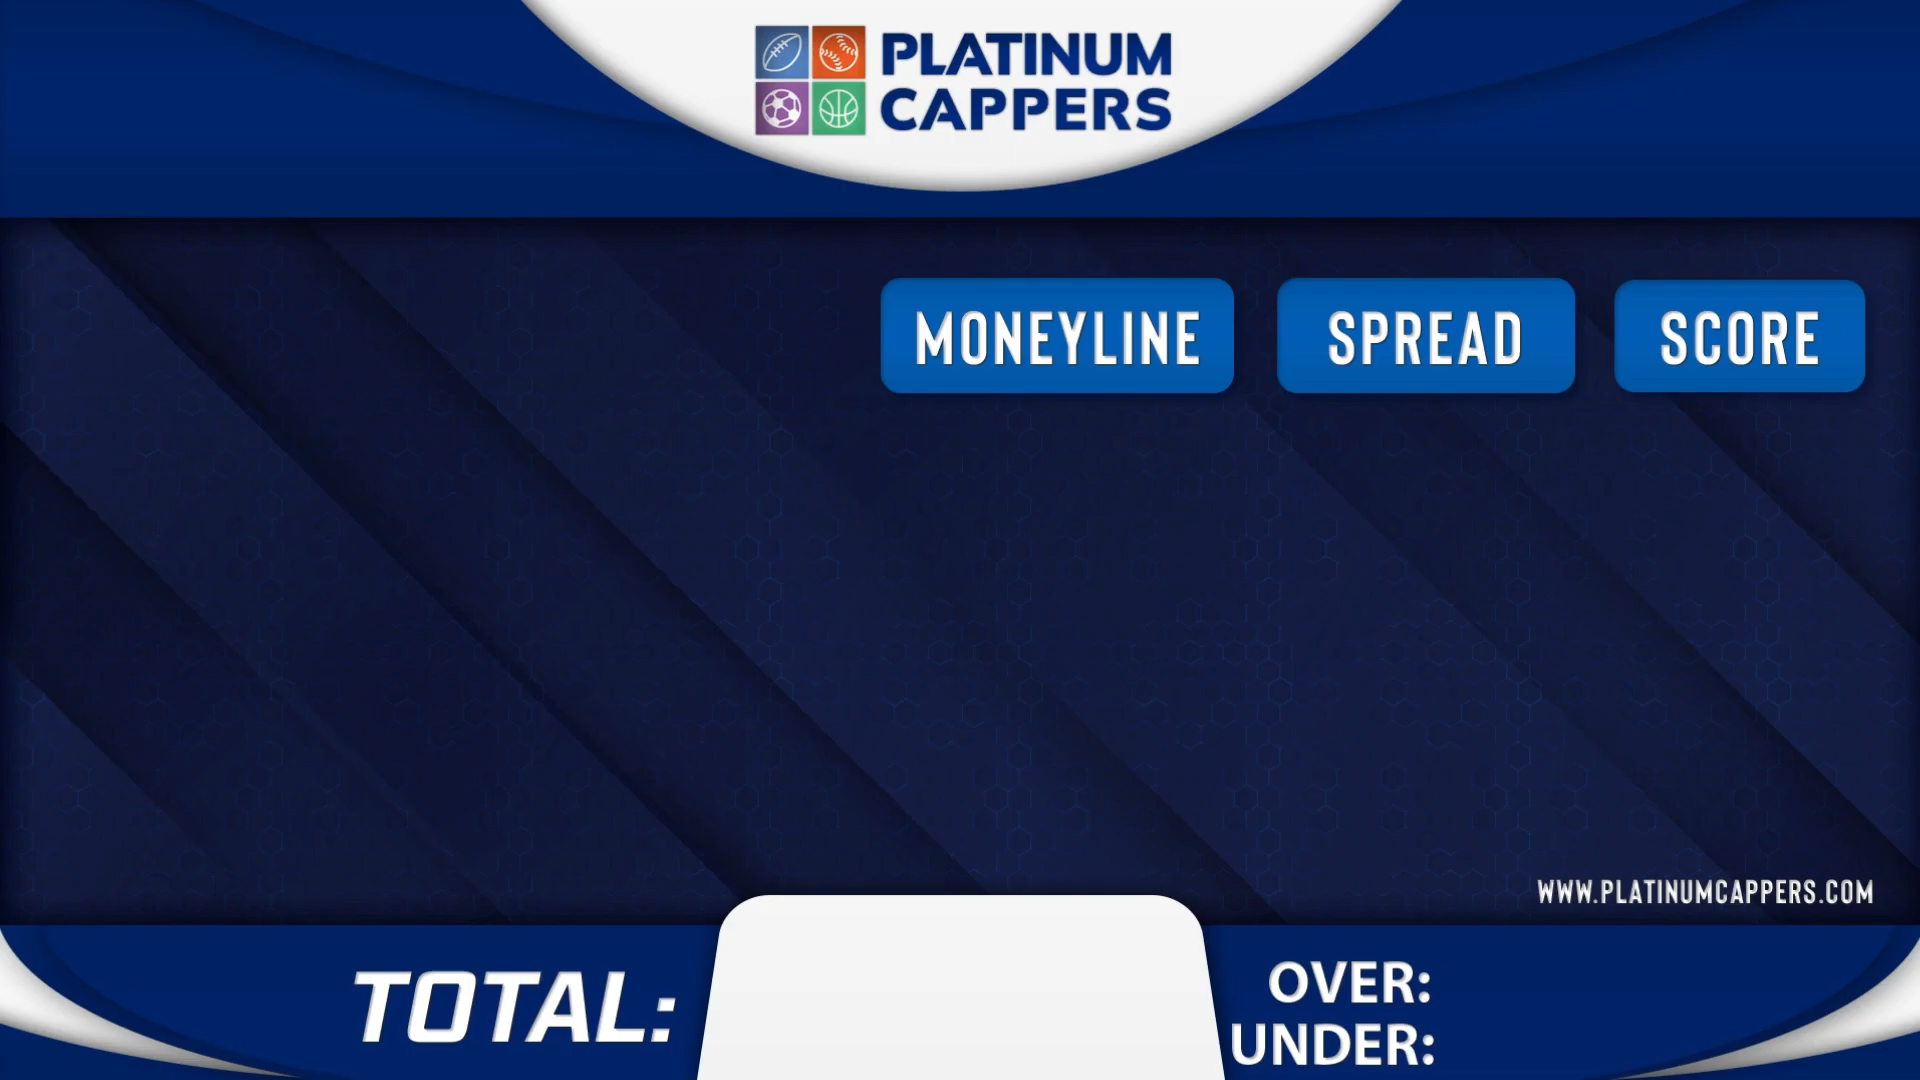 PLATINUM
CAPPERS
MONEYLINE SPREAD SCORE
WWW.PLATINUMCAPPERS.COM
TOTAL:
OVER:
UNDER: